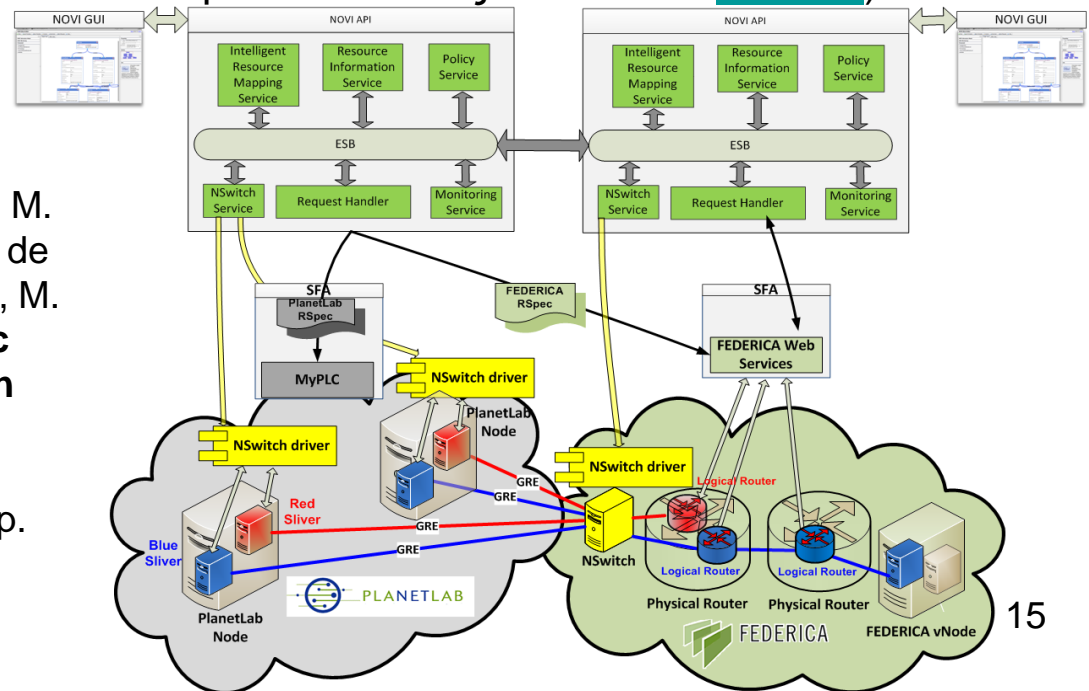 NOVI GUI
NOVI API
NOVI API
NOVI GUI
Intelligent
Resource
Mapping
Service
Resource
Information
Service
Policy
Service
Intelligent
Resource
Mapping
Service
Resource
Information
Service
Policy
Service
ESB
ESB
NSwitch
Service
Request Handler
Monitoring
Service
NSwitch
Service
Request Handler
Monitoring
Service
M.
de
, M.
c
n
p.
SFA
PlanetLab
RSpec
MyPLC
FEDERICA
RSpec
SFA
FEDERICA Web
Services
NSwitch driver
PlanetLab
Node
NSwitch driver
NSwitch driver
GRE
GRE
GRE
GRE
Red
Sliver
Blue
Sliver
PlanetLab
Node
PLANETLAB
NSwitch
Logical Router
Logical Router
Logical Router
Physical Router
Physical Router
FEDERICA
FEDERICA vNode
15